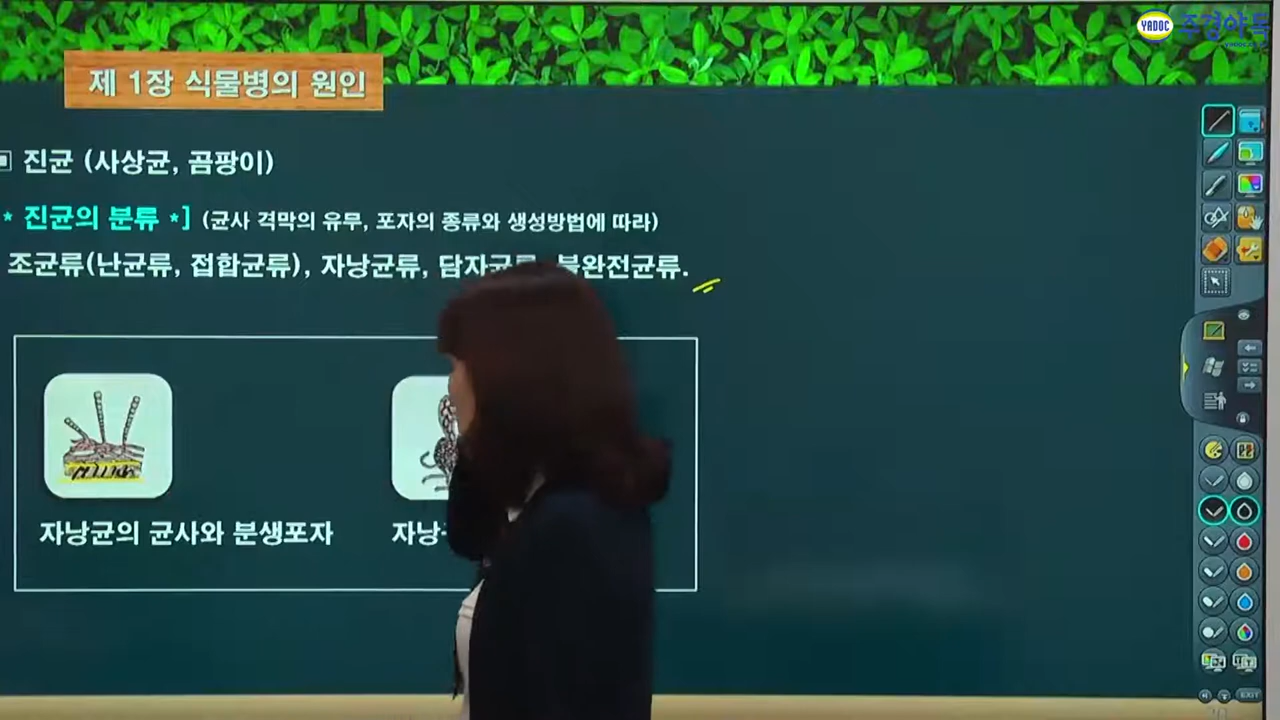 YADOC 주경야독
제 1장 식물병의 원인
진균 (사상균, 곰팡이)
* 진균의 분류 *] (균사 격막의 유무, 포자의 종류와 생성방법에 따라)
조균류(난균류, 접합균류), 자낭균류, 담자균류, 불완전균류.
자낭균의 균사와 분생포자 자낭
EXIT